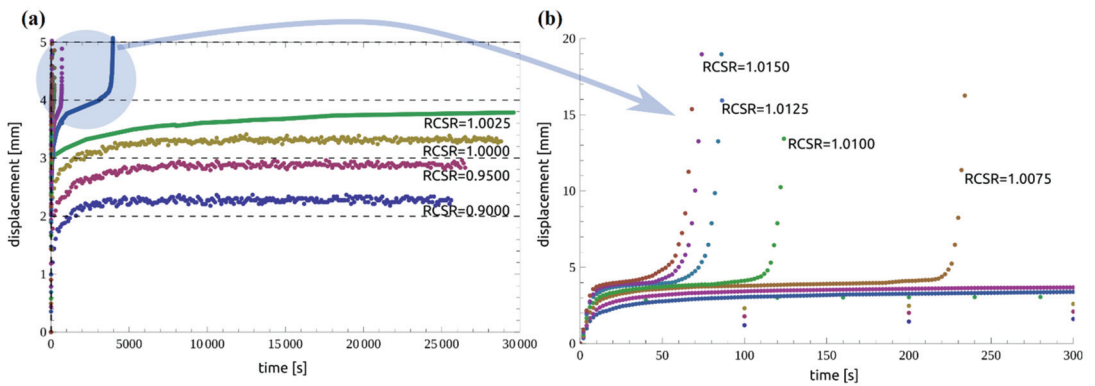 (a)
(b)
displacement [mm]
5
4
3
2
1
0
RCSR=1.0025
RCSR=1.0000
RCSR=0.9500
RCSR=0.9000
0
5000
10 000
15 000
20 000
25 000
30 000
time [s]
displacement [mm]
20
15
10
5
0
RCSR=1.0150
RCSR=1.0125
RCSR=1.0100
RCSR=1.0075
0
50
100
150
200
250
300
time [s]